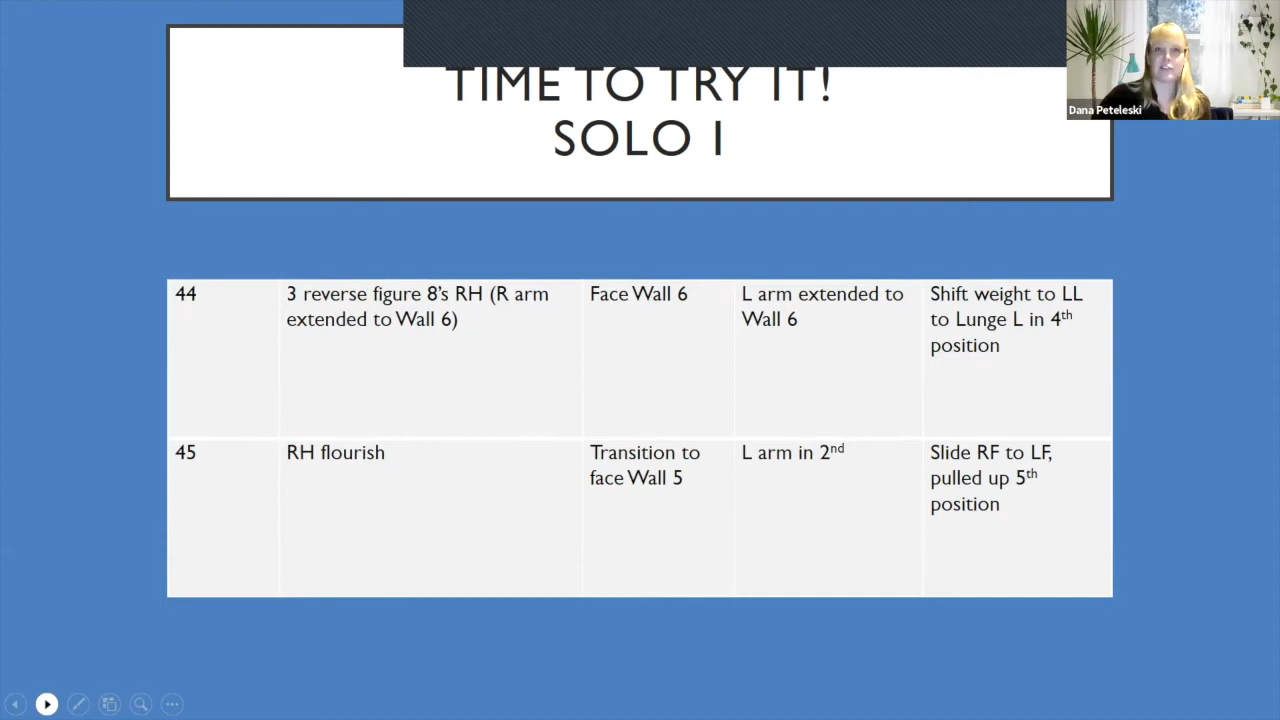 Dana Peteleski
TIME TO TRY IT!
SOLO I
44
3 reverse figure 8's RH (R arm
extended to Wall 6)
Face Wall 6
L arm extended to
Wall 6
Shift weight to LL
to Lunge L in 4th
position
45
RH flourish
Transition to
face Wall 5
L arm in 2nd
Slide RF to LF,
pulled up 5th
position